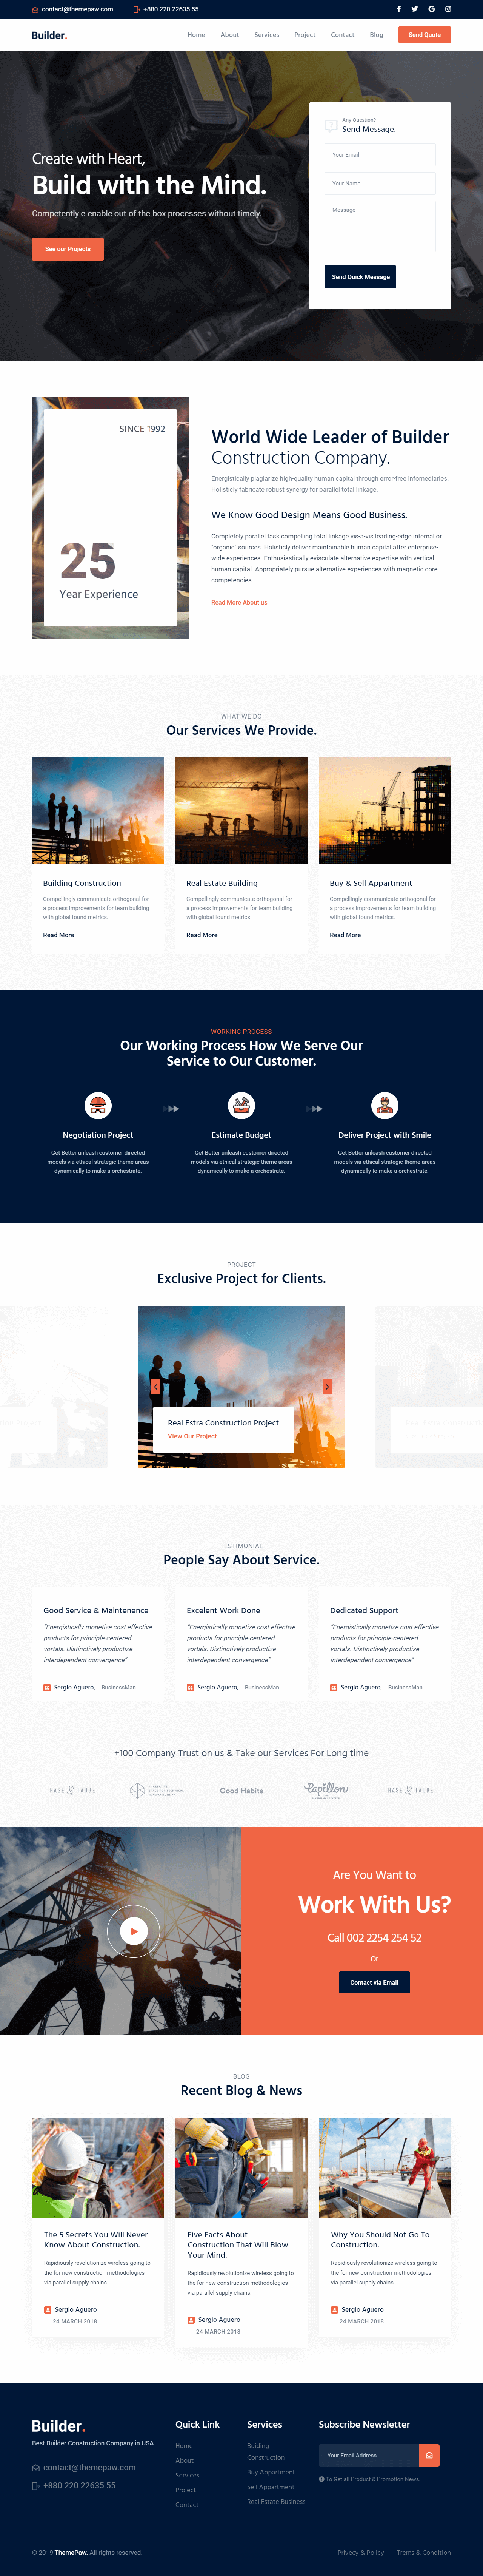 contact@themepaw.com
+880 220 22635 55
Builder.
Home
About
Services
Project
Contact
Blog
Send Quote
Create with Heart,
Build with the Mind.
Competently e-enable out-of-the-box processes without timely.
See our Projects
Any Question?
Send Message.
Your Email
Your Name
Message
Send Quick Message
SINCE 1992
25
Year Experience
World Wide Leader of Builder
Construction Company.
Energistically plagiarize high-quality human capital through error-free infomediaries.
Holisticly fabricate robust synergy for parallel total linkage.
We Know Good Design Means Good Business.
Completely parallel task compelling total linkage vis-a-vis leading-edge internal or
"organic" sources. Holisticly deliver maintainable human capital after enterprise-
wide experiences. Enthusiastically evisculate alternative expertise with vertical
human capital. Appropriately pursue alternative experiences with magnetic core
competencies.
Read More About us
WHAT WE DO
Our Services We Provide.
Building Construction
Compellingly communicate orthogonal for
a process improvements for team building
with global found metrics.
Read More
Real Estate Building
Compellingly communicate orthogonal for
a process improvements for team building
with global found metrics.
Read More
Buy & Sell Appartment
Compellingly communicate orthogonal for
a process improvements for team building
with global found metrics.
Read More
WORKING PROCESS
Our Working Process How We Serve Our
Service to Our Customer.
Negotiation Project
Get Better unleash customer directed
models via ethical strategic theme areas
dynamically to make a orchestrate.
Estimate Budget
Get Better unleash customer directed
models via ethical strategic theme areas
dynamically to make a orchestrate.
Deliver Project with Smile
Get Better unleash customer directed
models via ethical strategic theme areas
dynamically to make a orchestrate.
PROJECT
Exclusive Project for Clients.
Real Estra Construction Project
View Our Project
TESTIMONIAL
People Say About Service.
Good Service & Maintenence
"Energistically monetize cost effective
products for principle-centered
vortals. Distinctively productize
interdependent convergence"
Sergio Aguero, BusinessMan
Excelent Work Done
"Energistically monetize cost effective
products for principle-centered
vortals. Distinctively productize
interdependent convergence"
Sergio Aguero, BusinessMan
Dedicated Support
"Energistically monetize cost effective
products for principle-centered
vortals. Distinctively productize
interdependent convergence"
Sergio Aguero, BusinessMan
+100 Company Trust on us & Take our Services For Long time
HASE TAUBE
Good Habits
Papillon
HASE TAUBE
Are You Want to
Work With Us?
Call 002 2254 254 52
Or
Contact via Email
BLOG
Recent Blog & News
The 5 Secrets You Will Never
Know About Construction.
Rapidiously revolutionize wireless going to
the for new construction methodologies
via parallel supply chains.
Sergio Aguero
24 MARCH 2018
Five Facts About
Construction That Will Blow
Your Mind.
Rapidiously revolutionize wireless going to
the for new construction methodologies
via parallel supply chains.
Sergio Aguero
24 MARCH 2018
Why You Should Not Go To
Construction.
Rapidiously revolutionize wireless going to
the for new construction methodologies
via parallel supply chains.
Sergio Aguero
24 MARCH 2018
Builder.
Best Builder Construction Company in USA.
contact@themepaw.com
+880 220 22635 55
Quick Link
Home
About
Services
Project
Contact
Services
Buiding
Construction
Buy Appartment
Sell Appartment
Real Estate Business
Subscribe Newsletter
Your Email Address
To Get all Product & Promotion News.
© 2019 ThemePaw. All rights reserved.
Privecy & Policy
Trems & Condition